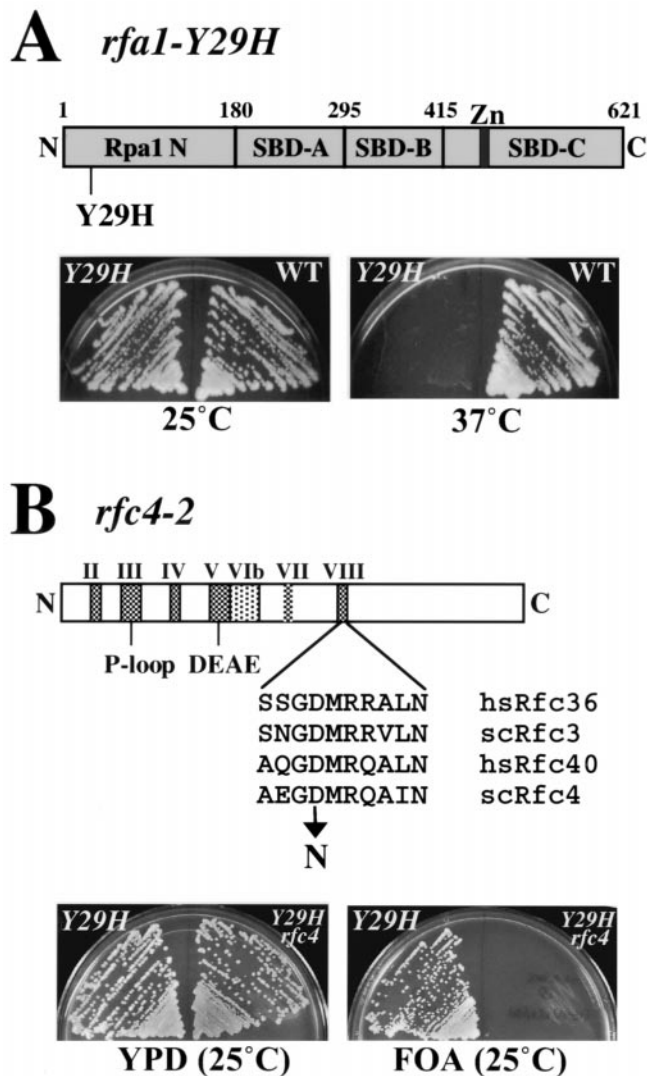 A rfa1-Y29H
1 180 295 415 Zn 621
N Rpa1 N SBD-A SBD-B SBD-C C
Y29H
Y29H WT Y29H WT
25°C 37°C
B rfc4-2
II III IV V VIb VII VIII
N C
P-loop DEAE
SSGDMRRALN hsRfc36
SNGDMRRVLN scRfc3
AQGDMRQALN hsRfc40
AEGDMRQAIN scRfc4
N
Y29H Y29H rfc4 Y29H Y29H rfc4
YPD (25°C) FOA (25°C)